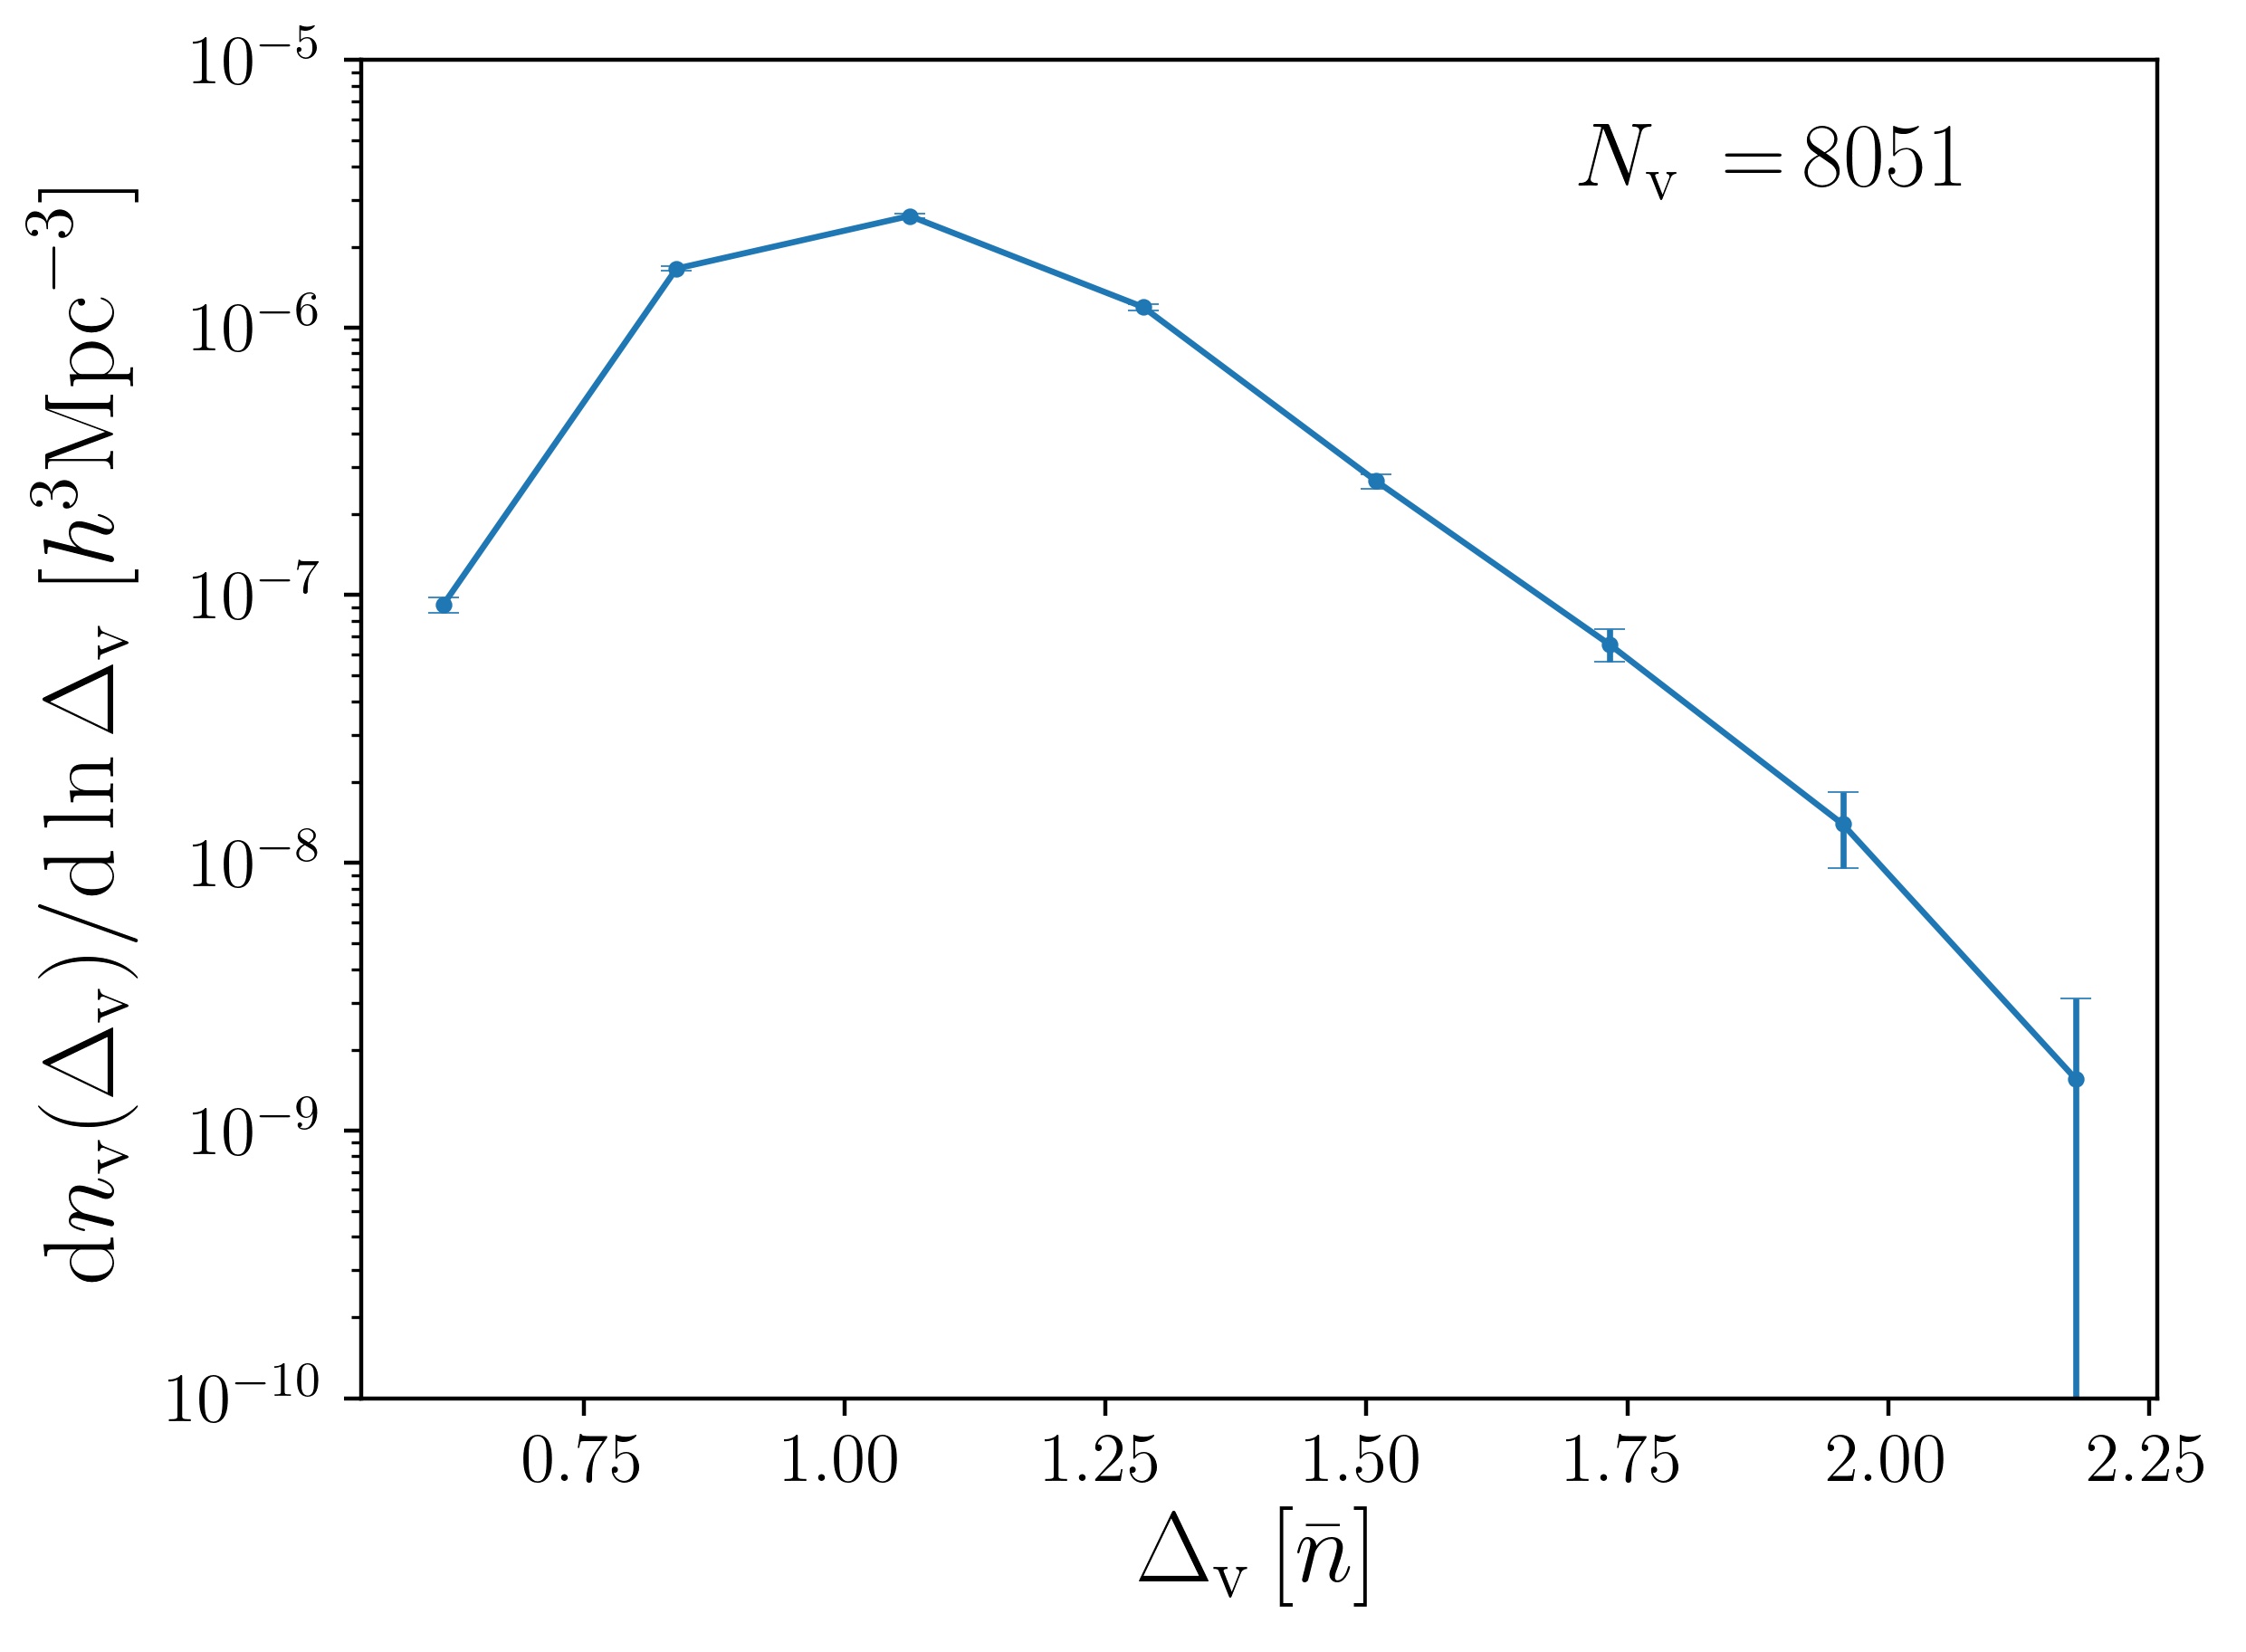 10⁻⁵
10⁻⁶
10⁻⁷
10⁻⁸
10⁻⁹
10⁻¹⁰
dn_v(Δ_v)/d ln Δ_v [h³Mpc⁻³]
N_v = 8051
0.75 1.00 1.25 1.50 1.75 2.00 2.25
Δ_v [n̄]